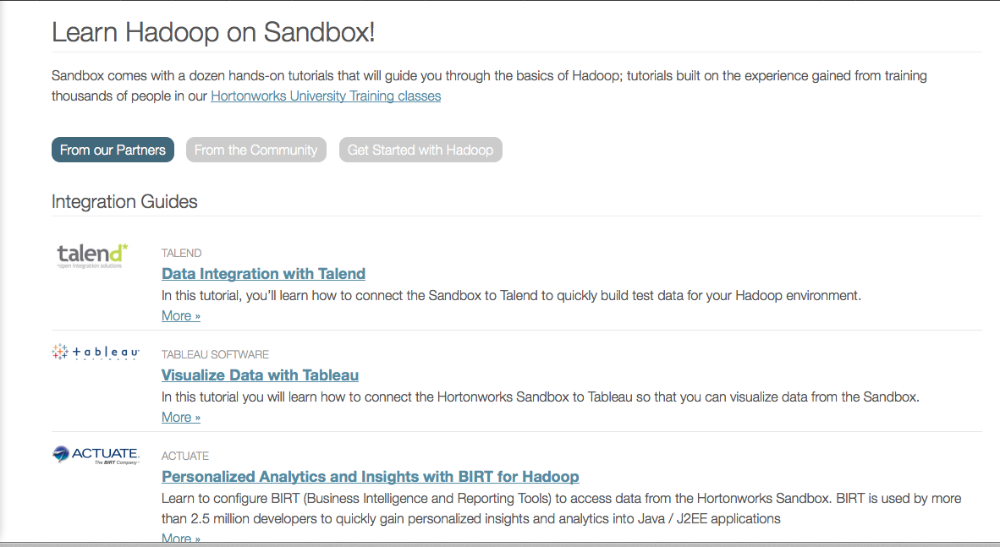 Learn Hadoop on Sandbox!
Sandbox comes with a dozen hands-on tutorials that will guide you through the basics of Hadoop; tutorials built on the experience gained from training
thousands of people in our Hortonworks University Training classes
From our Partners From the Community Get Started with Hadoop
Integration Guides
talend*
*open integration solutions
TALEND
Data Integration with Talend
In this tutorial, you'll learn how to connect the Sandbox to Talend to quickly build test data for your Hadoop environment.
More »
tableau
TABLEAU SOFTWARE
Visualize Data with Tableau
In this tutorial you will learn how to connect the Hortonworks Sandbox to Tableau so that you can visualize data from the Sandbox.
More »
ACTUATE.
The BIRT Company™
ACTUATE
Personalized Analytics and Insights with BIRT for Hadoop
Learn to configure BIRT (Business Intelligence and Reporting Tools) to access data from the Hortonworks Sandbox. BIRT is used by more
than 2.5 million developers to quickly gain personalized insights and analytics into Java / J2EE applications
More »